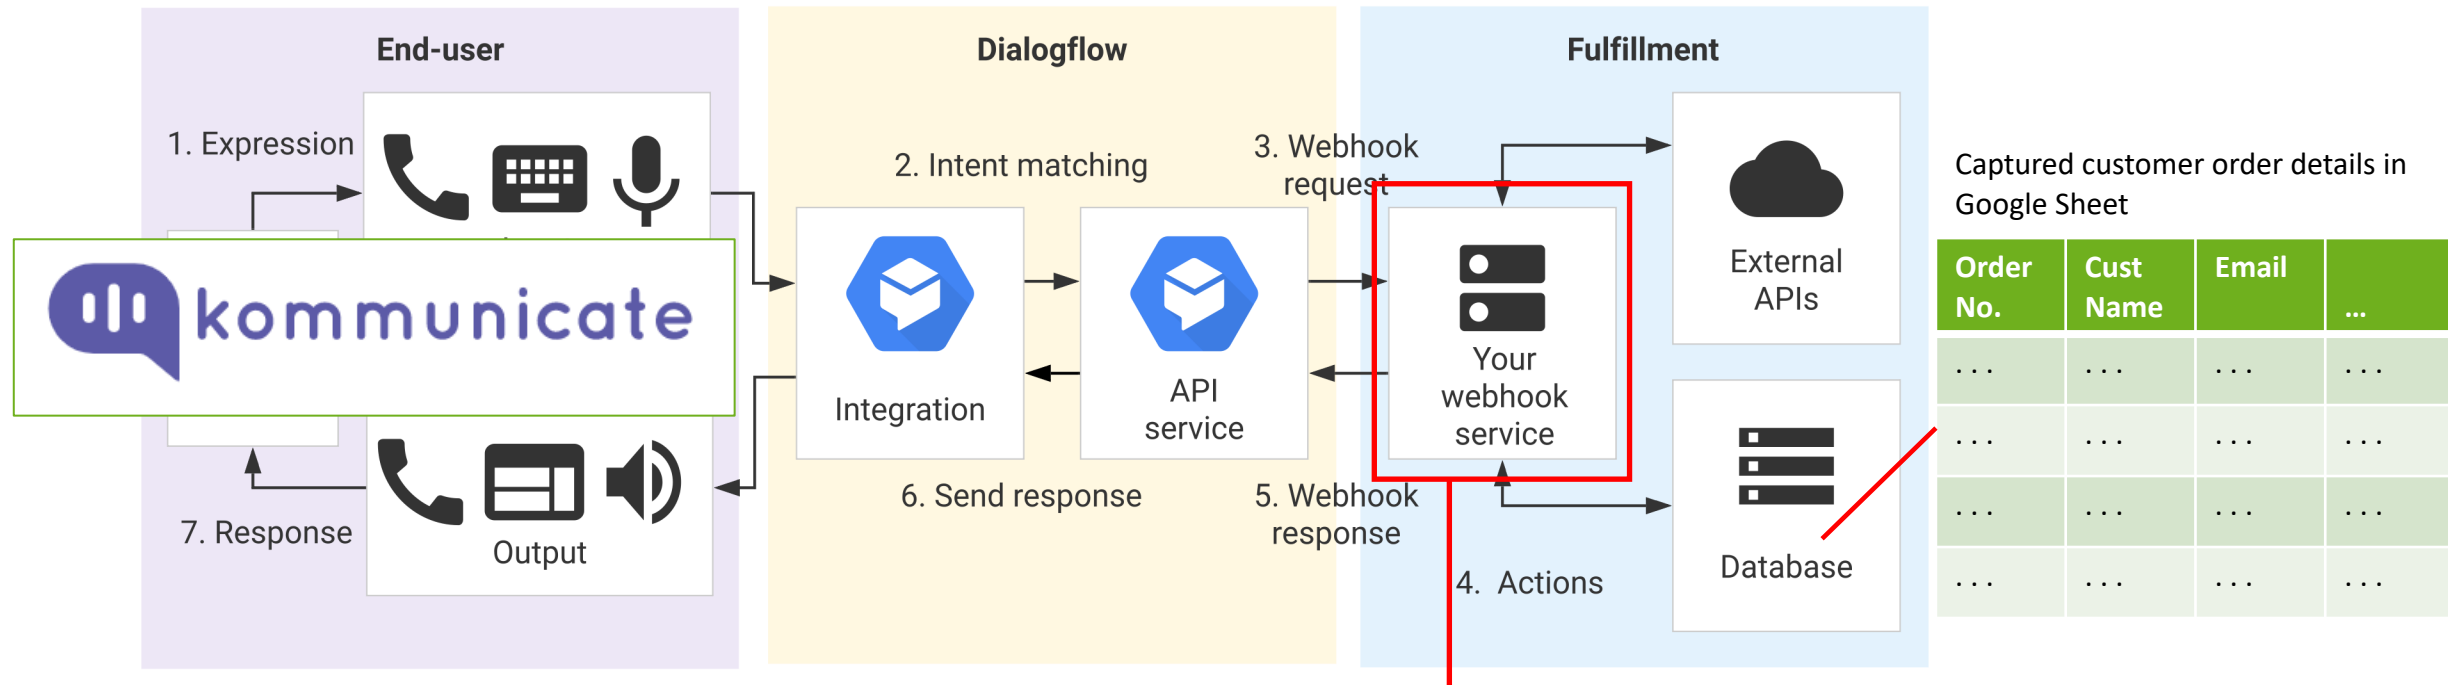 End-user
1. Expression
kommunicate
7. Response
Output
Dialogflow
2. Intent matching
Integration
API
service
6. Send response
Fulfillment
3. Webhook
request
Your
webhook
service
5. Webhook
response
4. Actions
External
APIs
Database
Captured customer order details in
Google Sheet
Order No. Cust Name Email ...
... ... ... ...
... ... ... ...
... ... ... ...
... ... ... ...